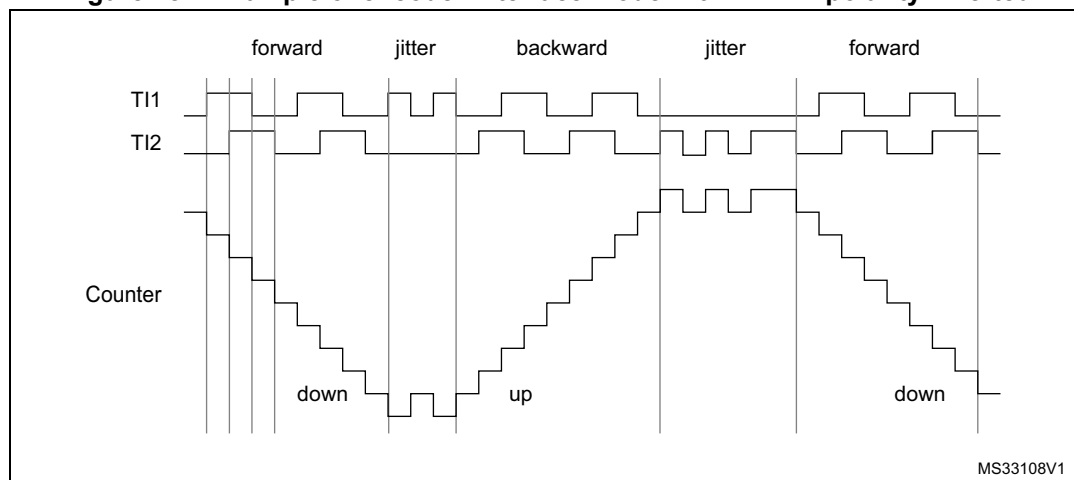 forward jitter backward jitter forward
TI1
TI2
Counter
down up down
MS33108V1